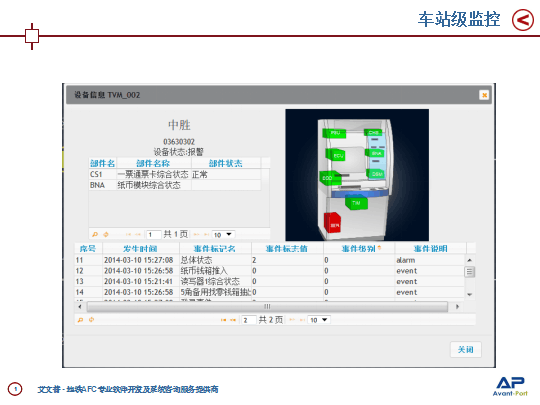 车站级监控
设备信息 TVM_002
中胜
03630302
设备状态:报警
部件名 部件名称 部件状态
CS1 一票通票卡综合状态 正常
BNA 纸币模块综合状态
1 共 1 页 10
TVM
序号 发生时间 事件标记名 事件标志值 事件级别 事件说明
11 2014-03-10 15:27:08 总体状态 2 0 alarm
12 2014-03-10 15:26:58 纸币钱箱推入 0 0 event
13 2014-03-10 15:21:41 读写器1综合状态 0 0 event
14 2014-03-10 15:26:58 5角备用找零钱箱推 0 0 event
2 共 2 页 10
关闭
1 艾文普 - 地铁AFC专业软件开发及系统咨询服务提供商
AP
Avant-Port